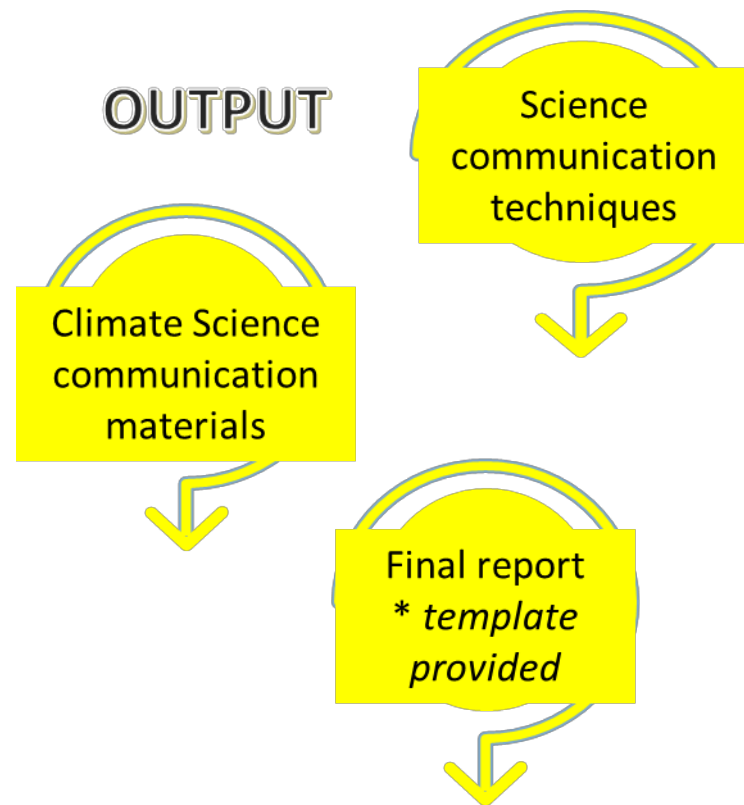 OUTPUT
Science
communication
techniques
Climate Science
communication
materials
Final report
* template
provided